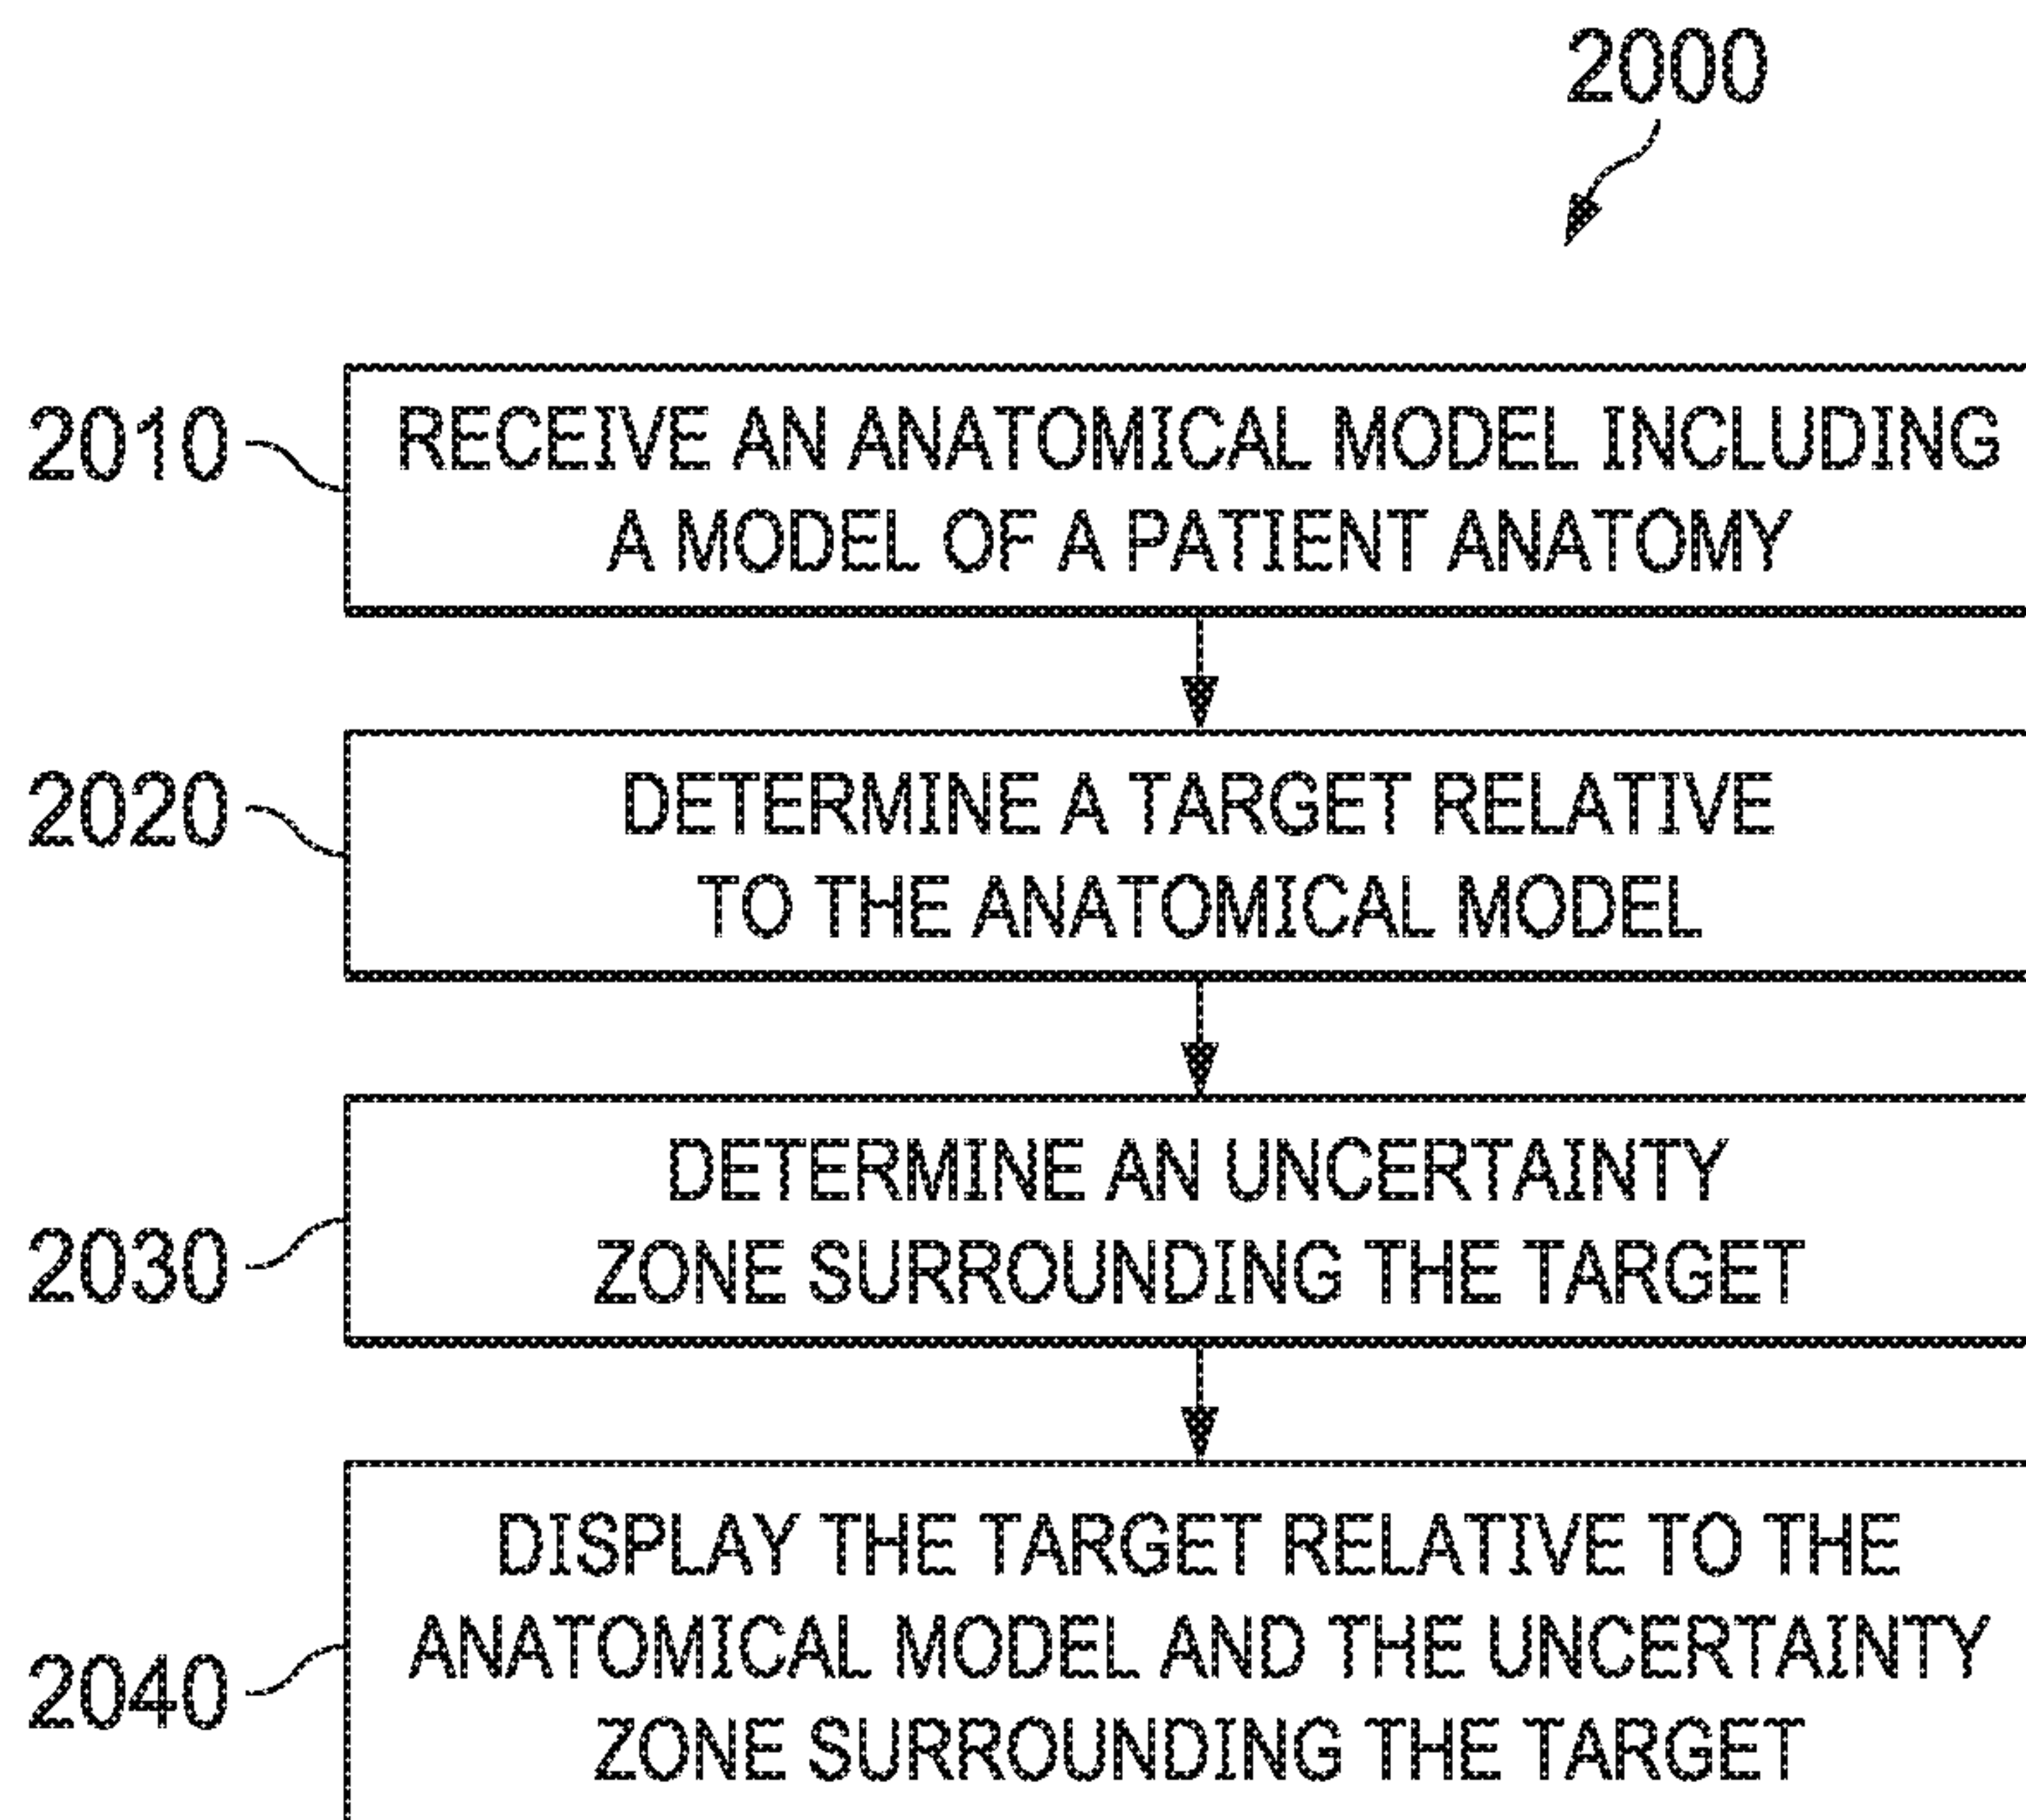 2000
2010
RECEIVE AN ANATOMICAL MODEL INCLUDING
A MODEL OF A PATIENT ANATOMY
2020
DETERMINE A TARGET RELATIVE
TO THE ANATOMICAL MODEL
2030
DETERMINE AN UNCERTAINTY
ZONE SURROUNDING THE TARGET
2040
DISPLAY THE TARGET RELATIVE TO THE
ANATOMICAL MODEL AND THE UNCERTAINTY
ZONE SURROUNDING THE TARGET